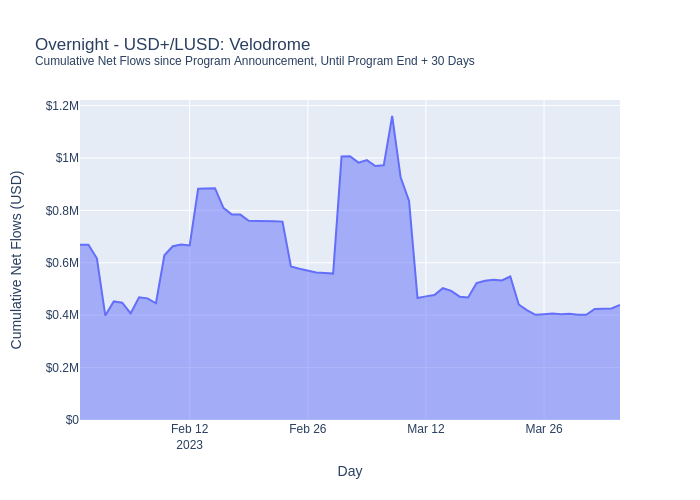 Overnight - USD+/LUSD: Velodrome
Cumulative Net Flows since Program Announcement, Until Program End + 30 Days
Cumulative Net Flows (USD)
$1.2M
$1M
$0.8M
$0.6M
$0.4M
$0.2M
$0
Feb 12 Feb 26 Mar 12 Mar 26
2023
Day